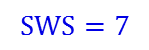 SWS = 7